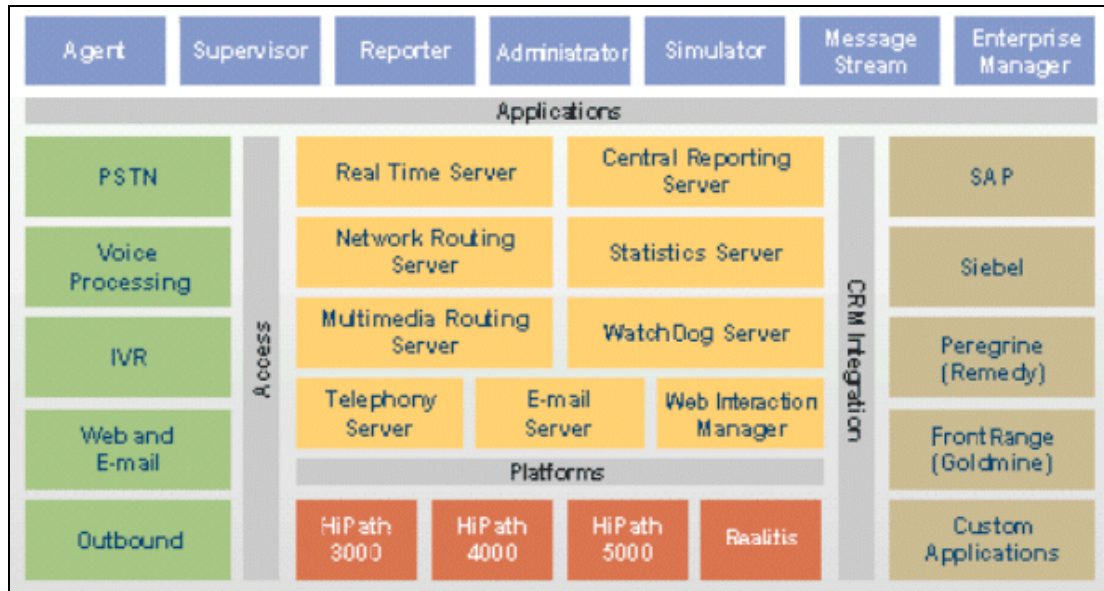 Agent
Supervisor
Reporter
Administrator
Simulator
Message
Stream
Enterprise
Manager
Applications
PSTN
Voice
Processing
IVR
Web and
E-mail
Outbound
Access
Real Time Server
Central Reporting
Server
Network Routing
Server
Statistics Server
Multimedia Routing
Server
WatchDog Server
Telephony
Server
E-mail
Server
Web Interaction
Manager
Platforms
HiPath
3000
HiPath
4000
HiPath
5000
Realitis
CRM Integration
SAP
Siebel
Peregrine
(Remedy)
FrontRange
(Goldmine)
Custom
Applications